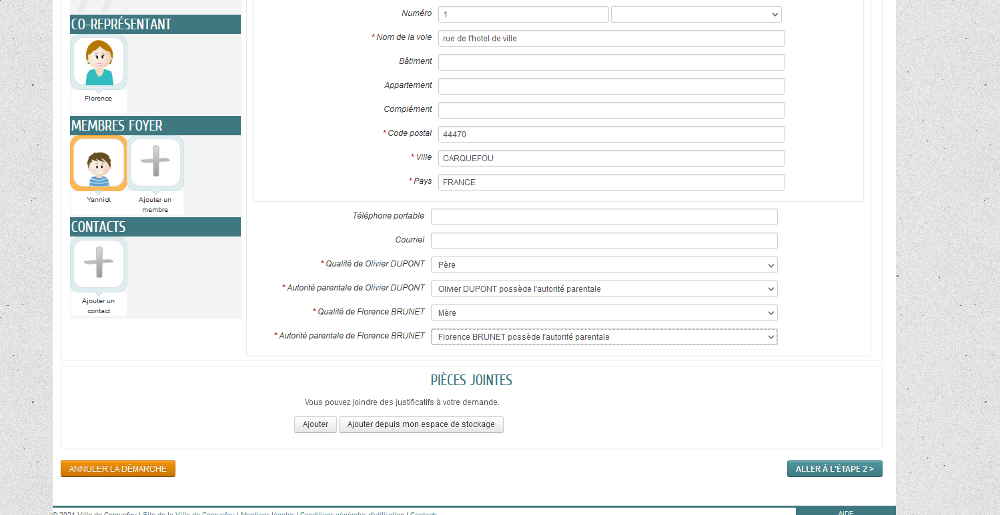 CO-REPRÉSENTANT
Florence
MEMBRES FOYER
Yannick
Ajouter un
membre
CONTACTS
Ajouter un
contact
Numéro 1
* Nom de la voie rue de l'hotel de ville
Bâtiment
Appartement
Complément
* Code postal 44470
* Ville CARQUEFOU
* Pays FRANCE
Téléphone portable
Courriel
* Qualité de Olivier DUPONT Père
* Autorité parentale de Olivier DUPONT Olivier DUPONT possède l'autorité parentale
* Qualité de Florence BRUNET Mère
* Autorité parentale de Florence BRUNET Florence BRUNET possède l'autorité parentale
PIÈCES JOINTES
Vous pouvez joindre des justificatifs à votre demande.
Ajouter Ajouter depuis mon espace de stockage
ANNULER LA DÉMARCHE ALLER À L'ÉTAPE 2 >
© 2021 Ville de Carquefou | Site de la Ville de Carquefou | Mentions légales | Conditions générales d'utilisation | Contacts
AIDE